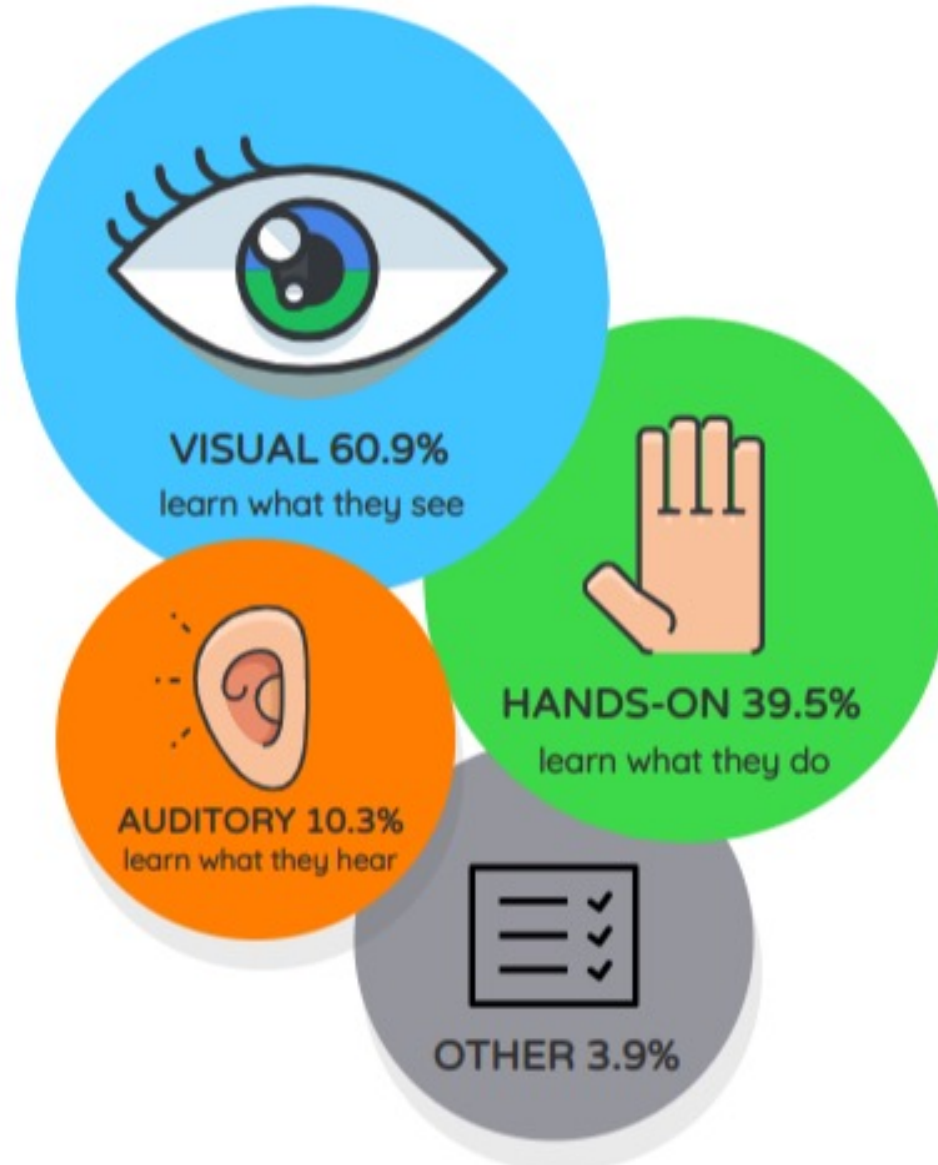 VISUAL 60.9%
learn what they see
HANDS-ON 39.5%
learn what they do
AUDITORY 10.3%
learn what they hear
OTHER 3.9%